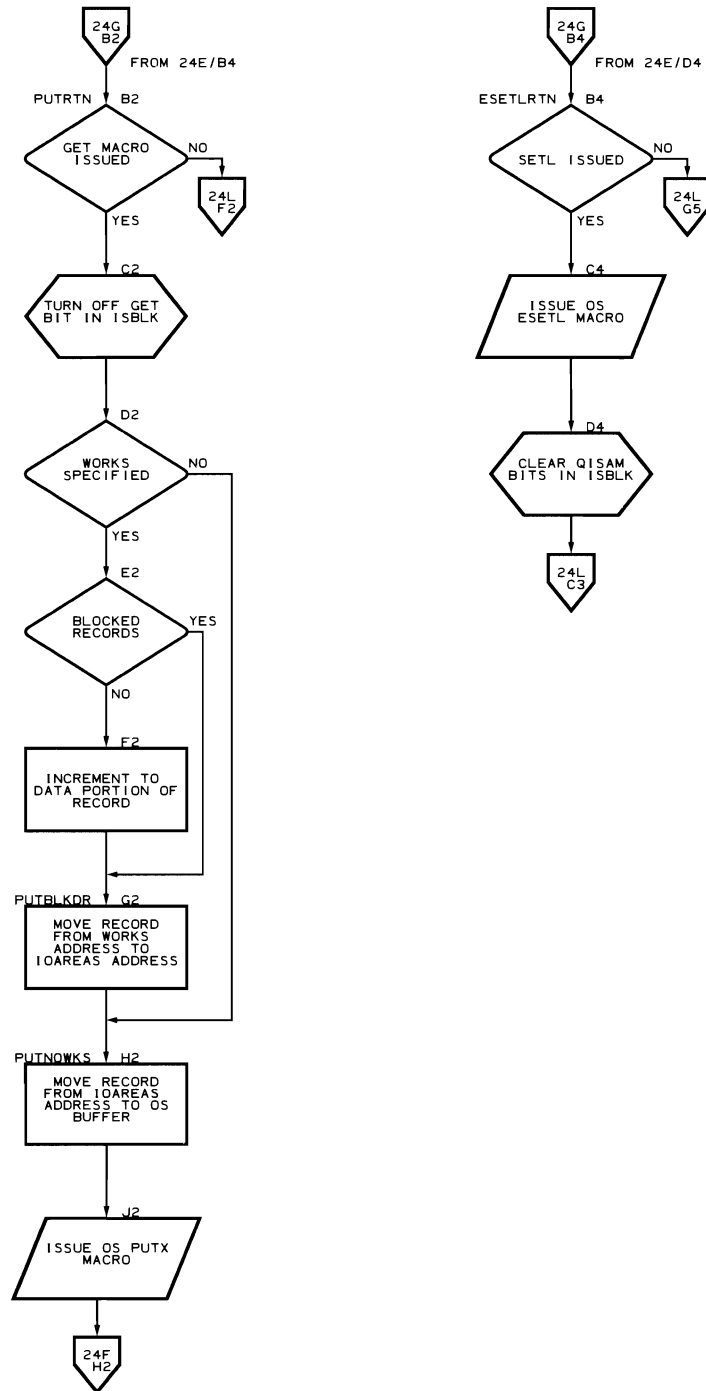 24G
B2
FROM 24E/B4
PUTRTN B2
GET MACRO
ISSUED
NO
24L
F2
YES
C2
TURN OFF GET
BIT IN ISBLK
D2
WORKS
SPECIFIED
NO
YES
E2
BLOCKED
RECORDS
YES
NO
F2
INCREMENT TO
DATA PORTION OF
RECORD
PUTBLKDR G2
MOVE RECORD
FROM WORKS
ADDRESS TO
IOAREAS ADDRESS
PUTNOWKS H2
MOVE RECORD
FROM IOAREAS
ADDRESS TO OS
BUFFER
J2
ISSUE OS PUTX
MACRO
24F
H2
24G
B4
FROM 24E/D4
ESETLRTN B4
SETL ISSUED
NO
24L
G5
YES
C4
ISSUE OS
ESETL MACRO
D4
CLEAR QISAM
BITS IN ISBLK
24L
C3